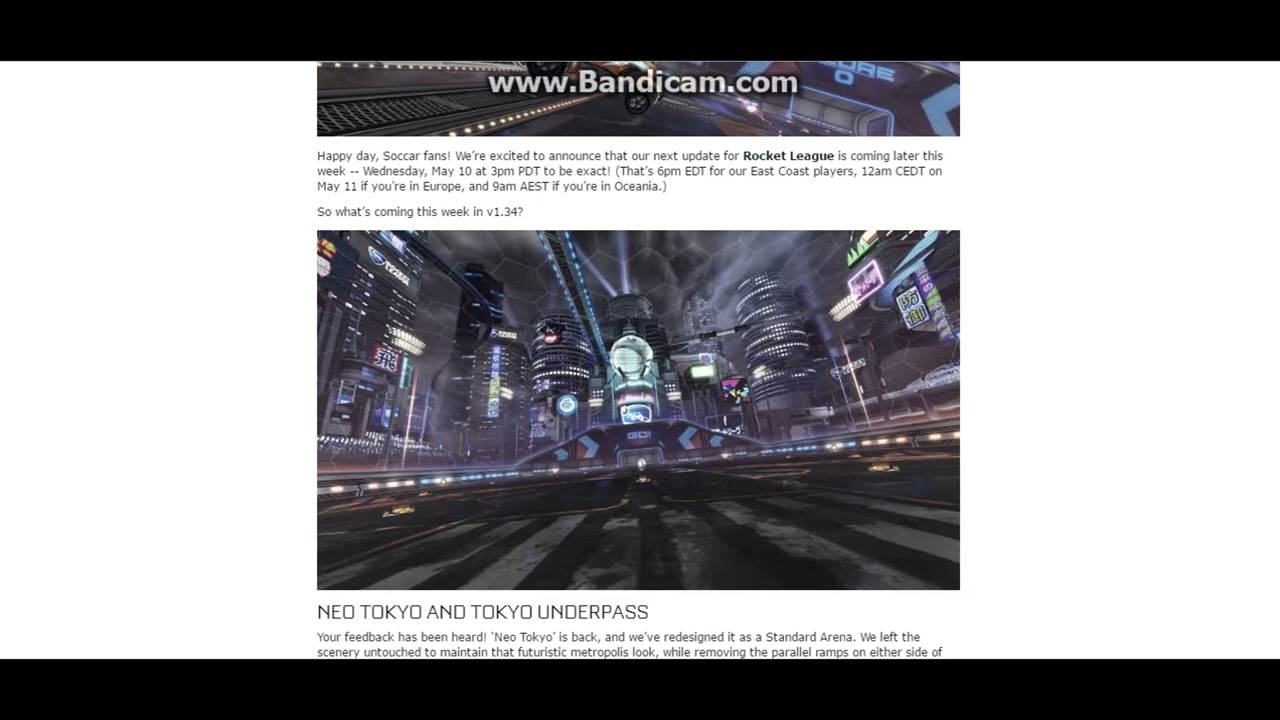 www.Bandicam.com
Happy day, Soccar fans! We're excited to announce that our next update for Rocket League is coming later this
week -- Wednesday, May 10 at 3pm PDT to be exact! (That's 6pm EDT for our East Coast players, 12am CEDT on
May 11 if you're in Europe, and 9am AEST if you're in Oceania.)
So what's coming this week in v1.34?
飛
防
御
GO!
NEO TOKYO AND TOKYO UNDERPASS
Your feedback has been heard! 'Neo Tokyo' is back, and we've redesigned it as a Standard Arena. We left the
scenery untouched to maintain that futuristic metropolis look, while removing the parallel ramps on either side of